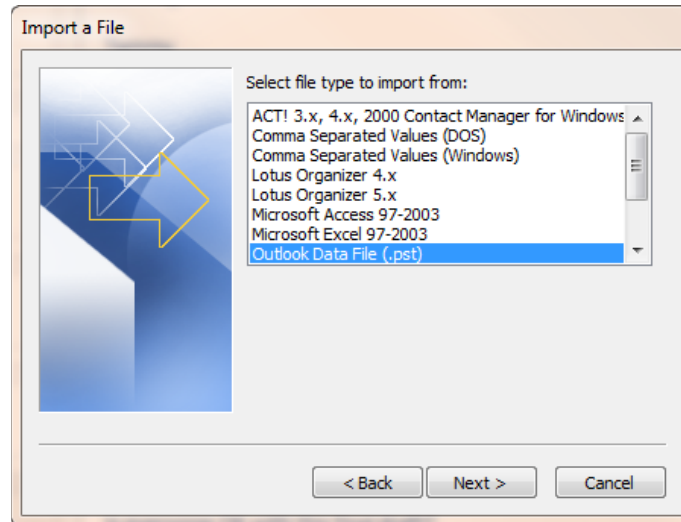 Import a File
Select file type to import from:
ACT! 3.x, 4.x, 2000 Contact Manager for Windows
Comma Separated Values (DOS)
Comma Separated Values (Windows)
Lotus Organizer 4.x
Lotus Organizer 5.x
Microsoft Access 97-2003
Microsoft Excel 97-2003
Outlook Data File (.pst)
< Back Next > Cancel